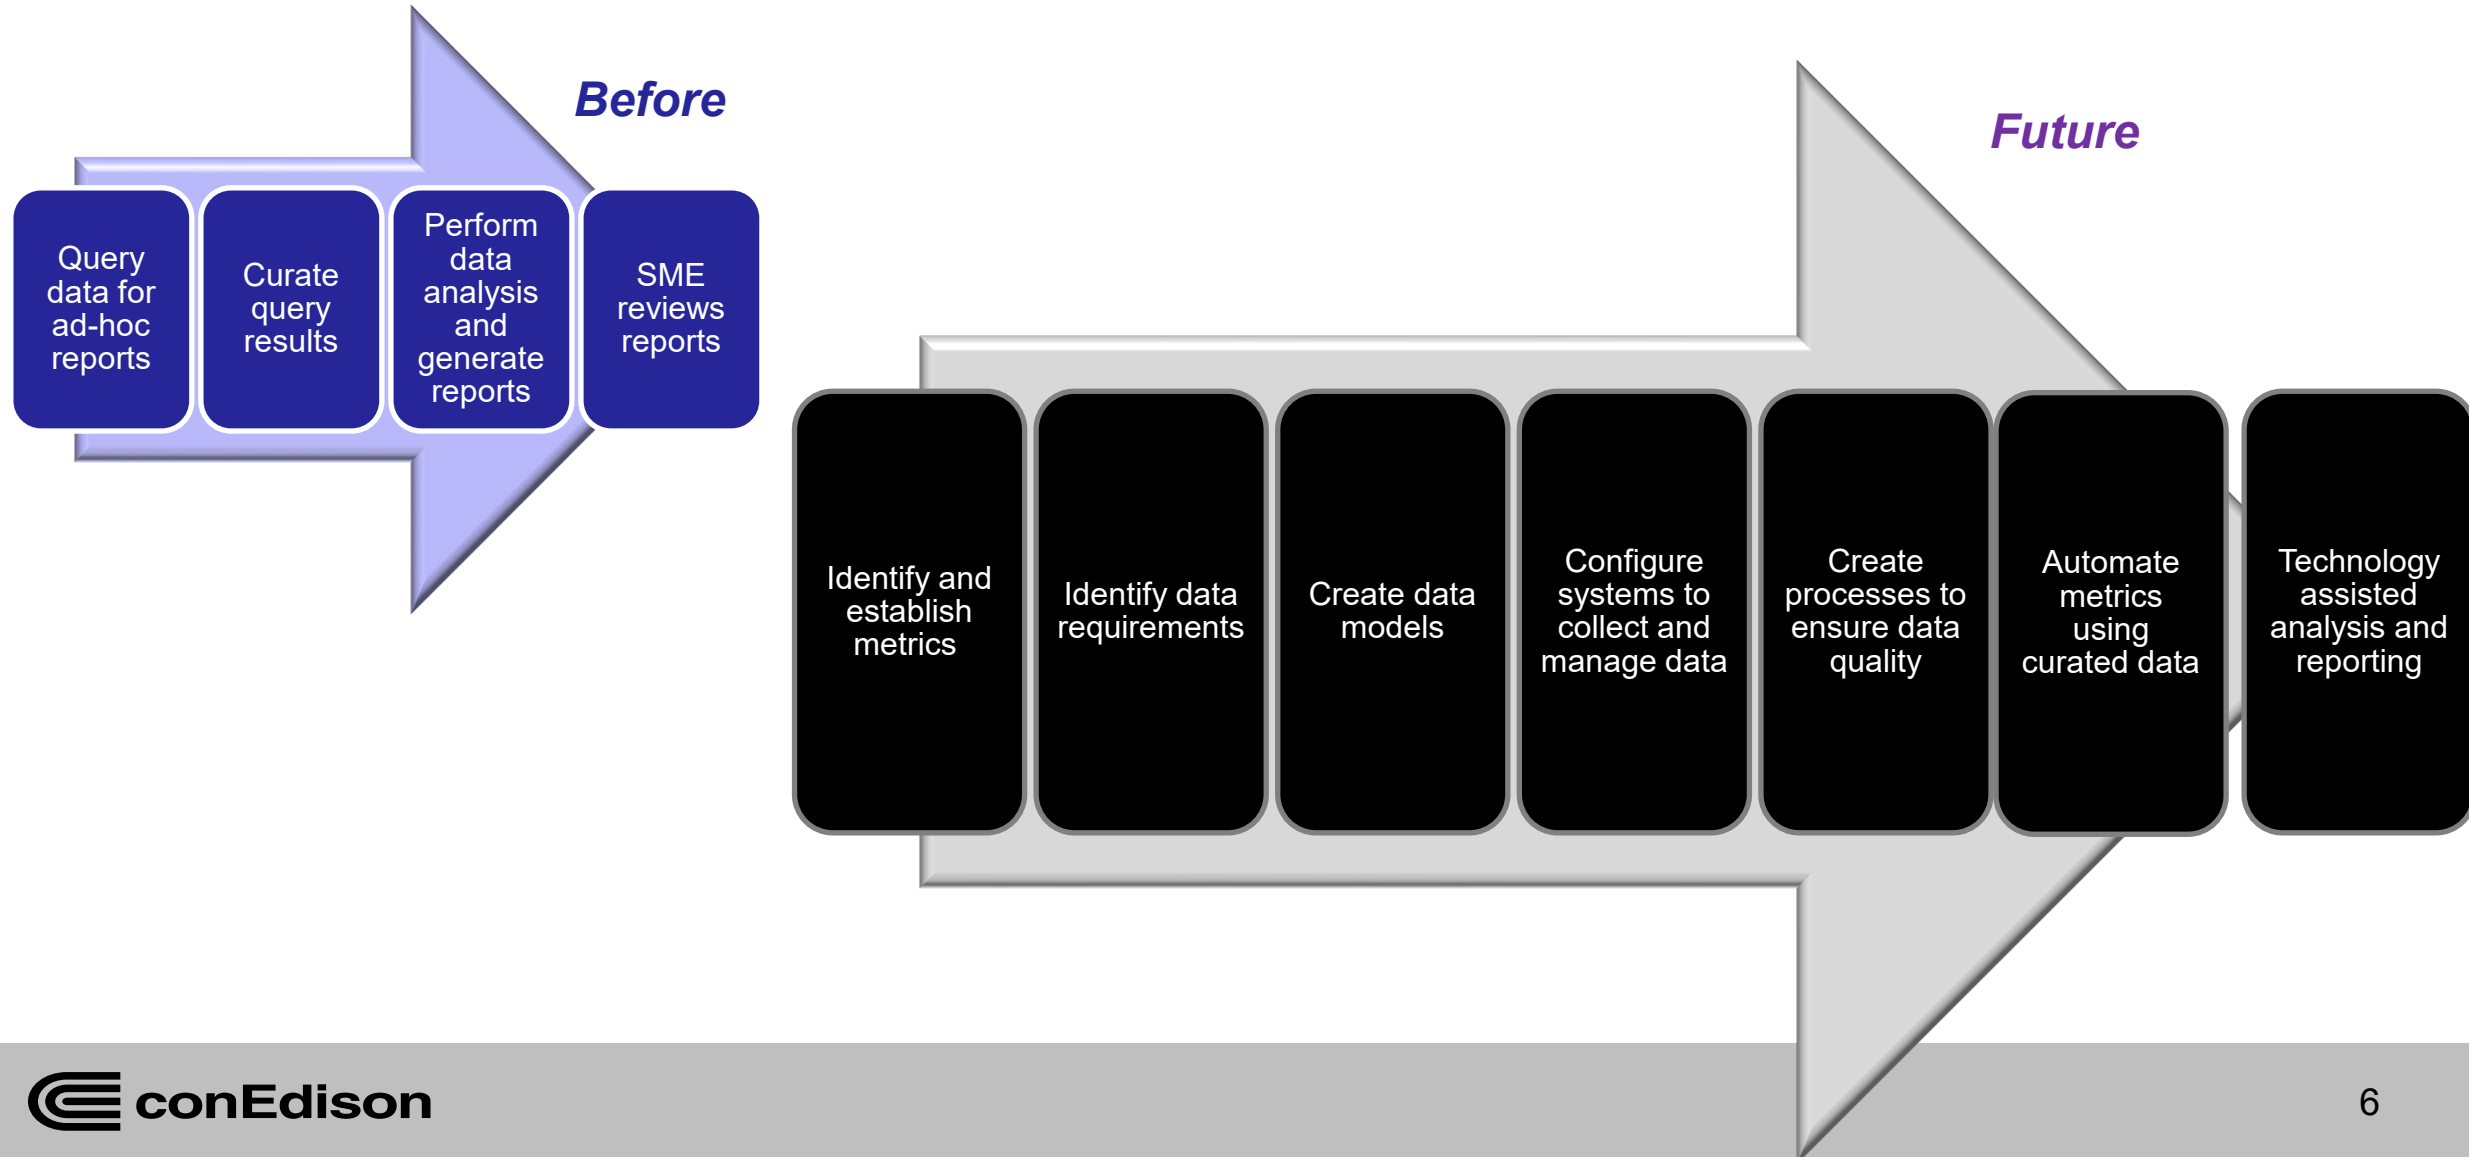 Before
Query
data for
ad-hoc
reports
Curate
query
results
Perform
data
analysis
and
generate
reports
SME
reviews
reports
Future
Identify and
establish
metrics
Identify data
requirements
Create data
models
Configure
systems to
collect and
manage data
Create
processes to
ensure data
quality
Automate
metrics
using
curated data
Technology
assisted
analysis and
reporting
conEdison
6